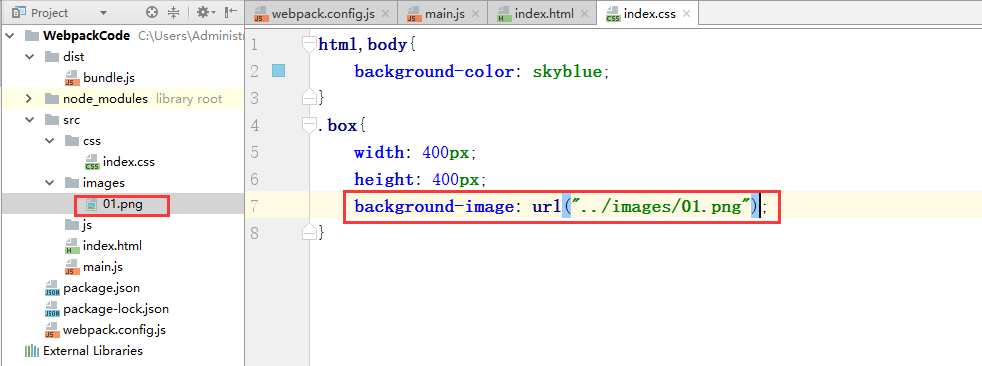 Project
WebpackCode C:\Users\Administr
dist
bundle.js
node_modules library root
src
css
index.css
images
01.png
js
index.html
main.js
package.json
package-lock.json
webpack.config.js
External Libraries
webpack.config.js main.js index.html index.css
1 html,body{
2 background-color: skyblue;
3 }
4 .box{
5 width: 400px;
6 height: 400px;
7 background-image: url("../images/01.png");
8 }